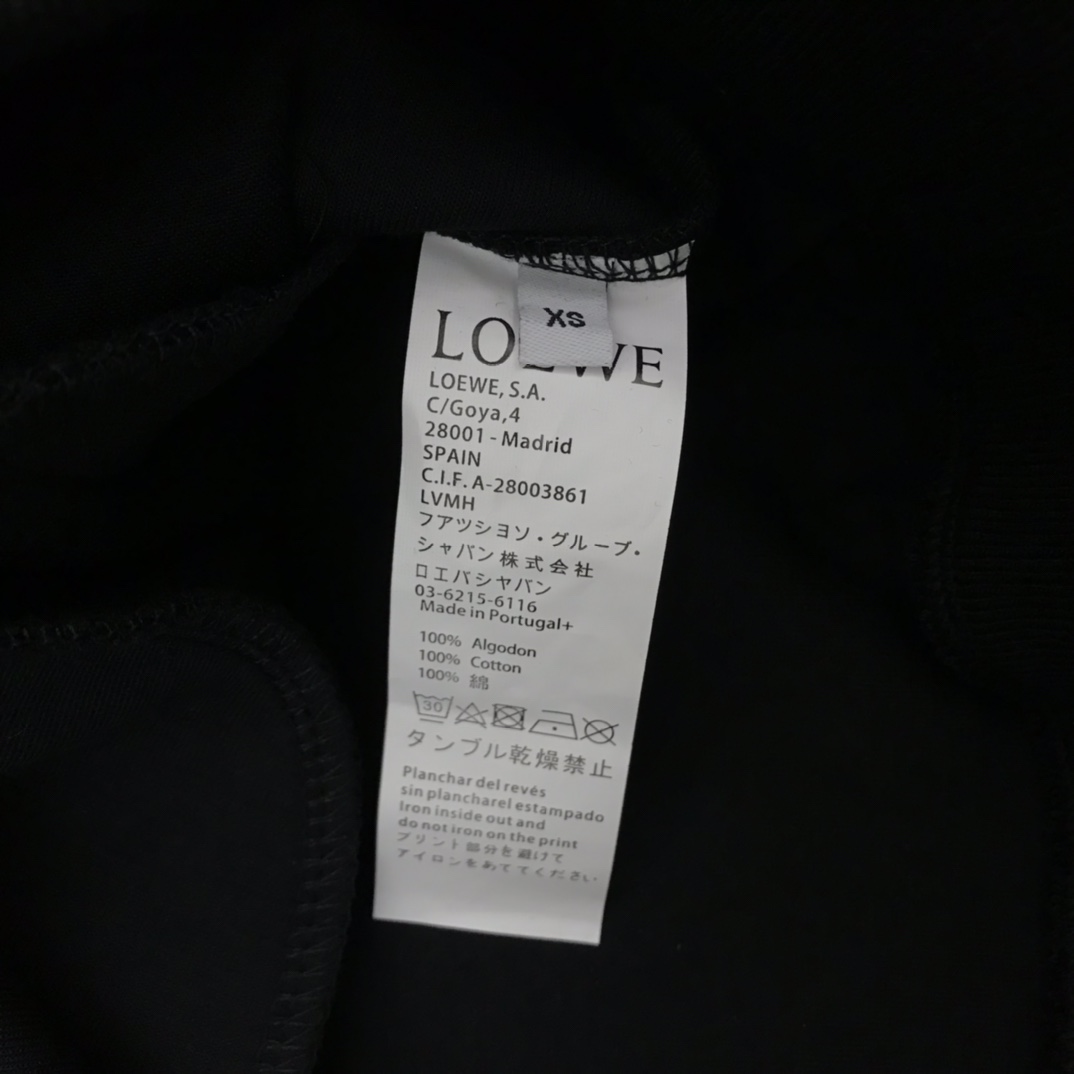 XS
LOEWE
LOEWE, S.A.
C/Goya,4
28001 - Madrid
SPAIN
C.I.F. A-28003861
LVMH
フアツシヨソ・グループ・
シャパン株式会社
ロエバシヤパン
03-6215-6116
Made in Portugal+
100% Algodon
100% Cotton
100% 綿
30
タンブル乾燥禁止
Planchar del revés
sin plancharel estampado
Iron inside out and
do not iron on the print
プリント部分を避けて
アイロンをあててください